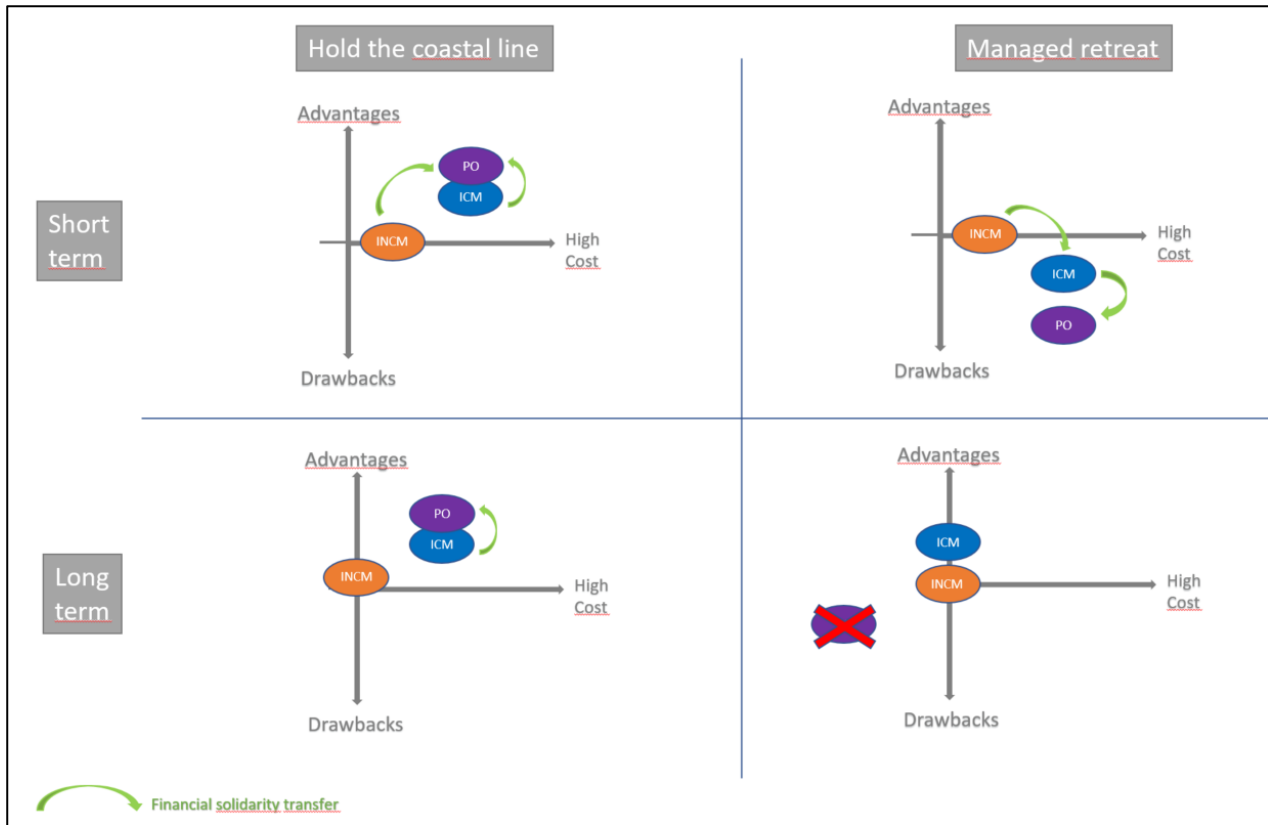 Hold the coastal line
Managed retreat
Short
term
Advantages
PO
ICM
INCM
High
Cost
Drawbacks
Advantages
INCM
High
Cost
ICM
PO
Drawbacks
Long
term
Advantages
PO
ICM
INCM
High
Cost
Drawbacks
Advantages
ICM
INCM
High
Cost
Drawbacks
Financial solidarity transfer